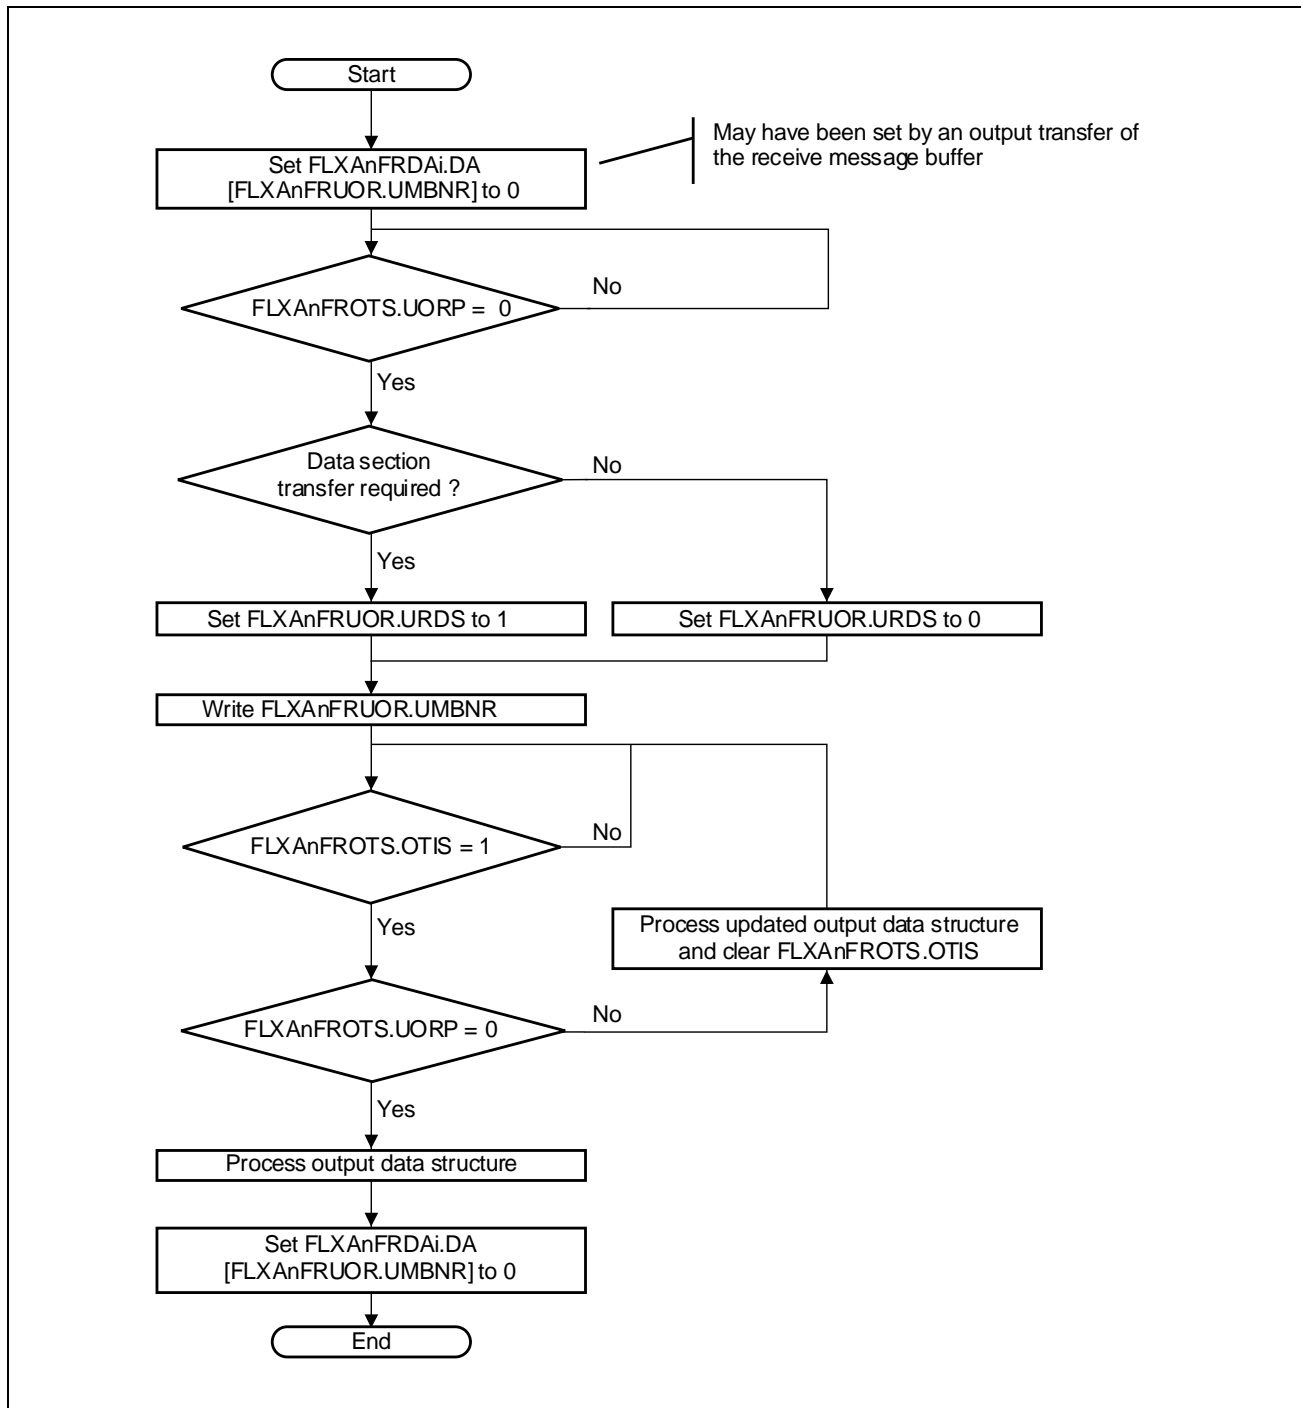 Start
May have been set by an output transfer of
the receive message buffer
Set FLXAnFRDAi.DA
[FLXAnFRUOR.UMBNR] to 0
FLXAnFROTS.UORP = 0
No
Yes
Data section
transfer required ?
No
Yes
Set FLXAnFRUOR.URDS to 1
Set FLXAnFRUOR.URDS to 0
Write FLXAnFRUOR.UMBNR
FLXAnFROTS.OTIS = 1
No
Yes
Process updated output data structure
and clear FLXAnFROTS.OTIS
FLXAnFROTS.UORP = 0
No
Yes
Process output data structure
Set FLXAnFRDAi.DA
[FLXAnFRUOR.UMBNR] to 0
End